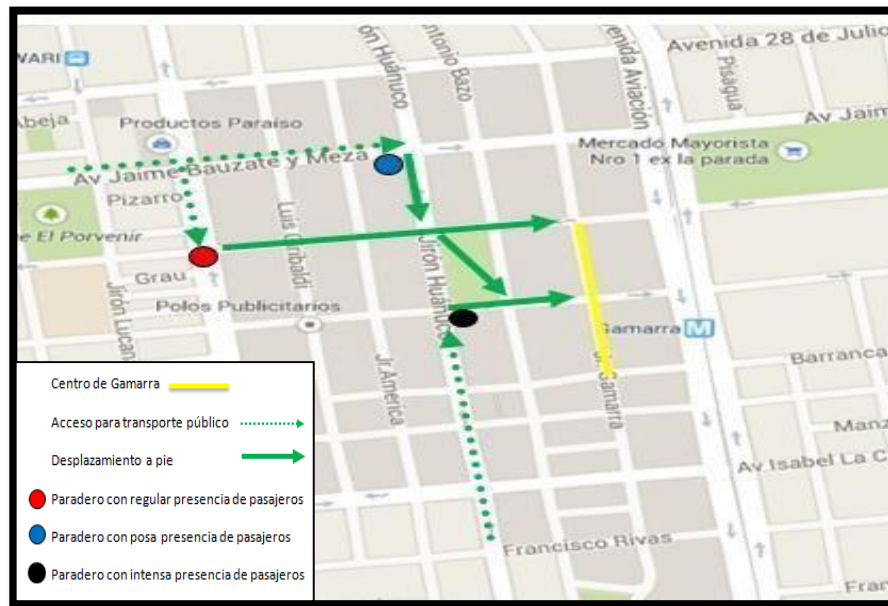 Avenida 28 de Julio
WARI
ón Huánuco
ntonio Bazo
venida Aviación
Pisagua
Abeja
Productos Paraíso
Av Jaim
Mercado Mayorista
Nro 1 ex la parada
Av Jaime Bauzate y Meza
Pizarro
e El Porvenir
Luis Giribaldi
Jirón Huánuco
Grau
Jirón Lucan
Polos Publicitarios
Gamarra M
Jr. America
Jr. Gamarra
Barranca
Manz
Av Isabel La C
Francisco Rivas
Fran
Centro de Gamarra
Acceso para transporte público
Desplazamiento a pie
Paradero con regular presencia de pasajeros
Paradero con posa presencia de pasajeros
Paradero con intensa presencia de pasajeros